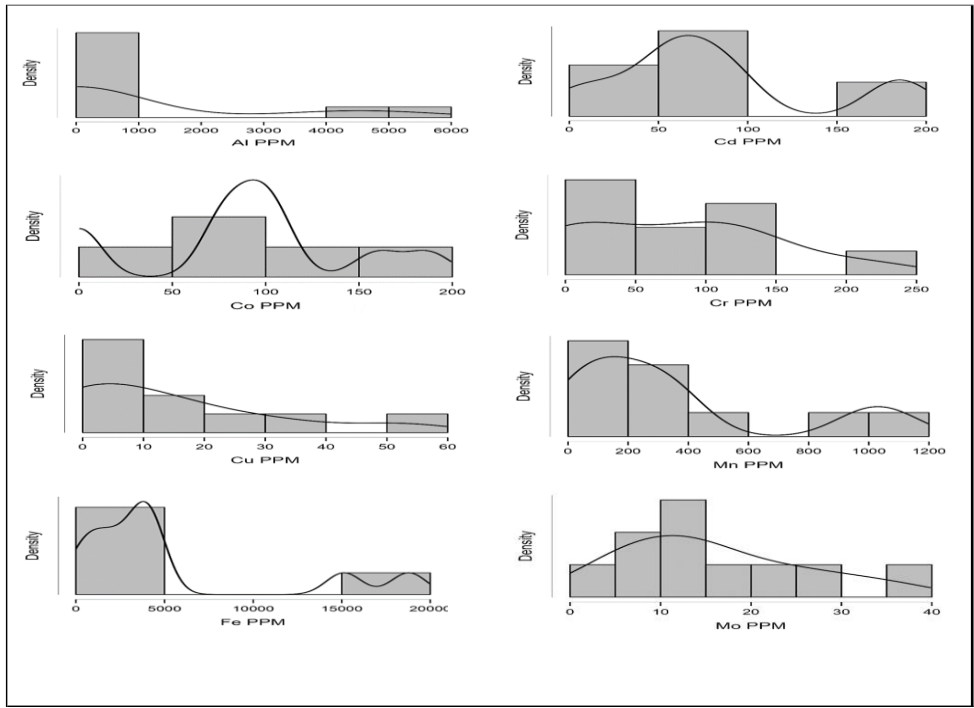 Density
0 1000 2000 3000 4000 5000 6000
Al PPM
Density
0 50 100 150 200
Cd PPM
Density
0 50 100 150 200
Co PPM
Density
0 50 100 150 200 250
Cr PPM
Density
0 10 20 30 40 50 60
Cu PPM
Density
0 200 400 600 800 1000 1200
Mn PPM
Density
0 5000 10000 15000 20000
Fe PPM
Density
0 10 20 30 40
Mo PPM